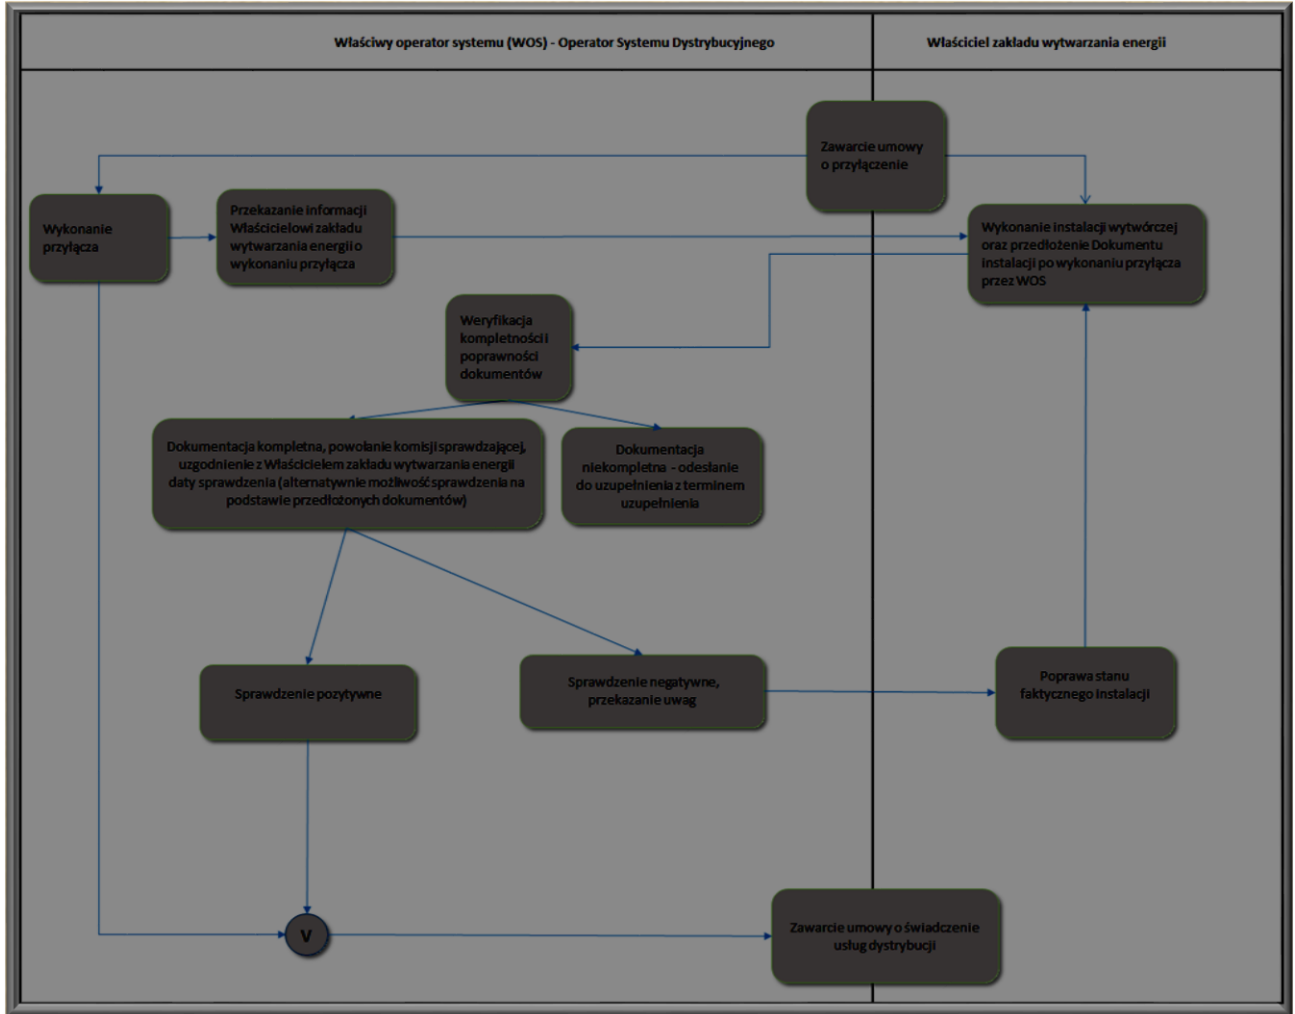 Właściwy operator systemu (WOS) - Operator Systemu Dystrybucyjnego
Właściciel zakładu wytwarzania energii
Zawarcie umowy
o przyłączenie
Wykonanie
przyłącza
Przekazanie informacji
Właścicielowi zakładu
wytwarzania energii o
wykonaniu przyłącza
Wykonanie instalacji wytwórczej
oraz przedłożenie Dokumentu
instalacji po wykonaniu przyłącza
przez WOS
Weryfikacja
kompletności i
poprawności
dokumentów
Dokumentacja kompletna, powołanie komisji sprawdzającej,
uzgodnienie z Właścicielem zakładu wytwarzania energii
daty sprawdzenia (alternatywnie możliwość sprawdzenia na
podstawie przedłożonych dokumentów)
Dokumentacja
niekompletna - odesłanie
do uzupełnienia z terminem
uzupełnienia
Sprawdzenie pozytywne
Sprawdzenie negatywne,
przekazanie uwag
Poprawa stanu
faktycznego instalacji
V
Zawarcie umowy o świadczenie
usług dystrybucji